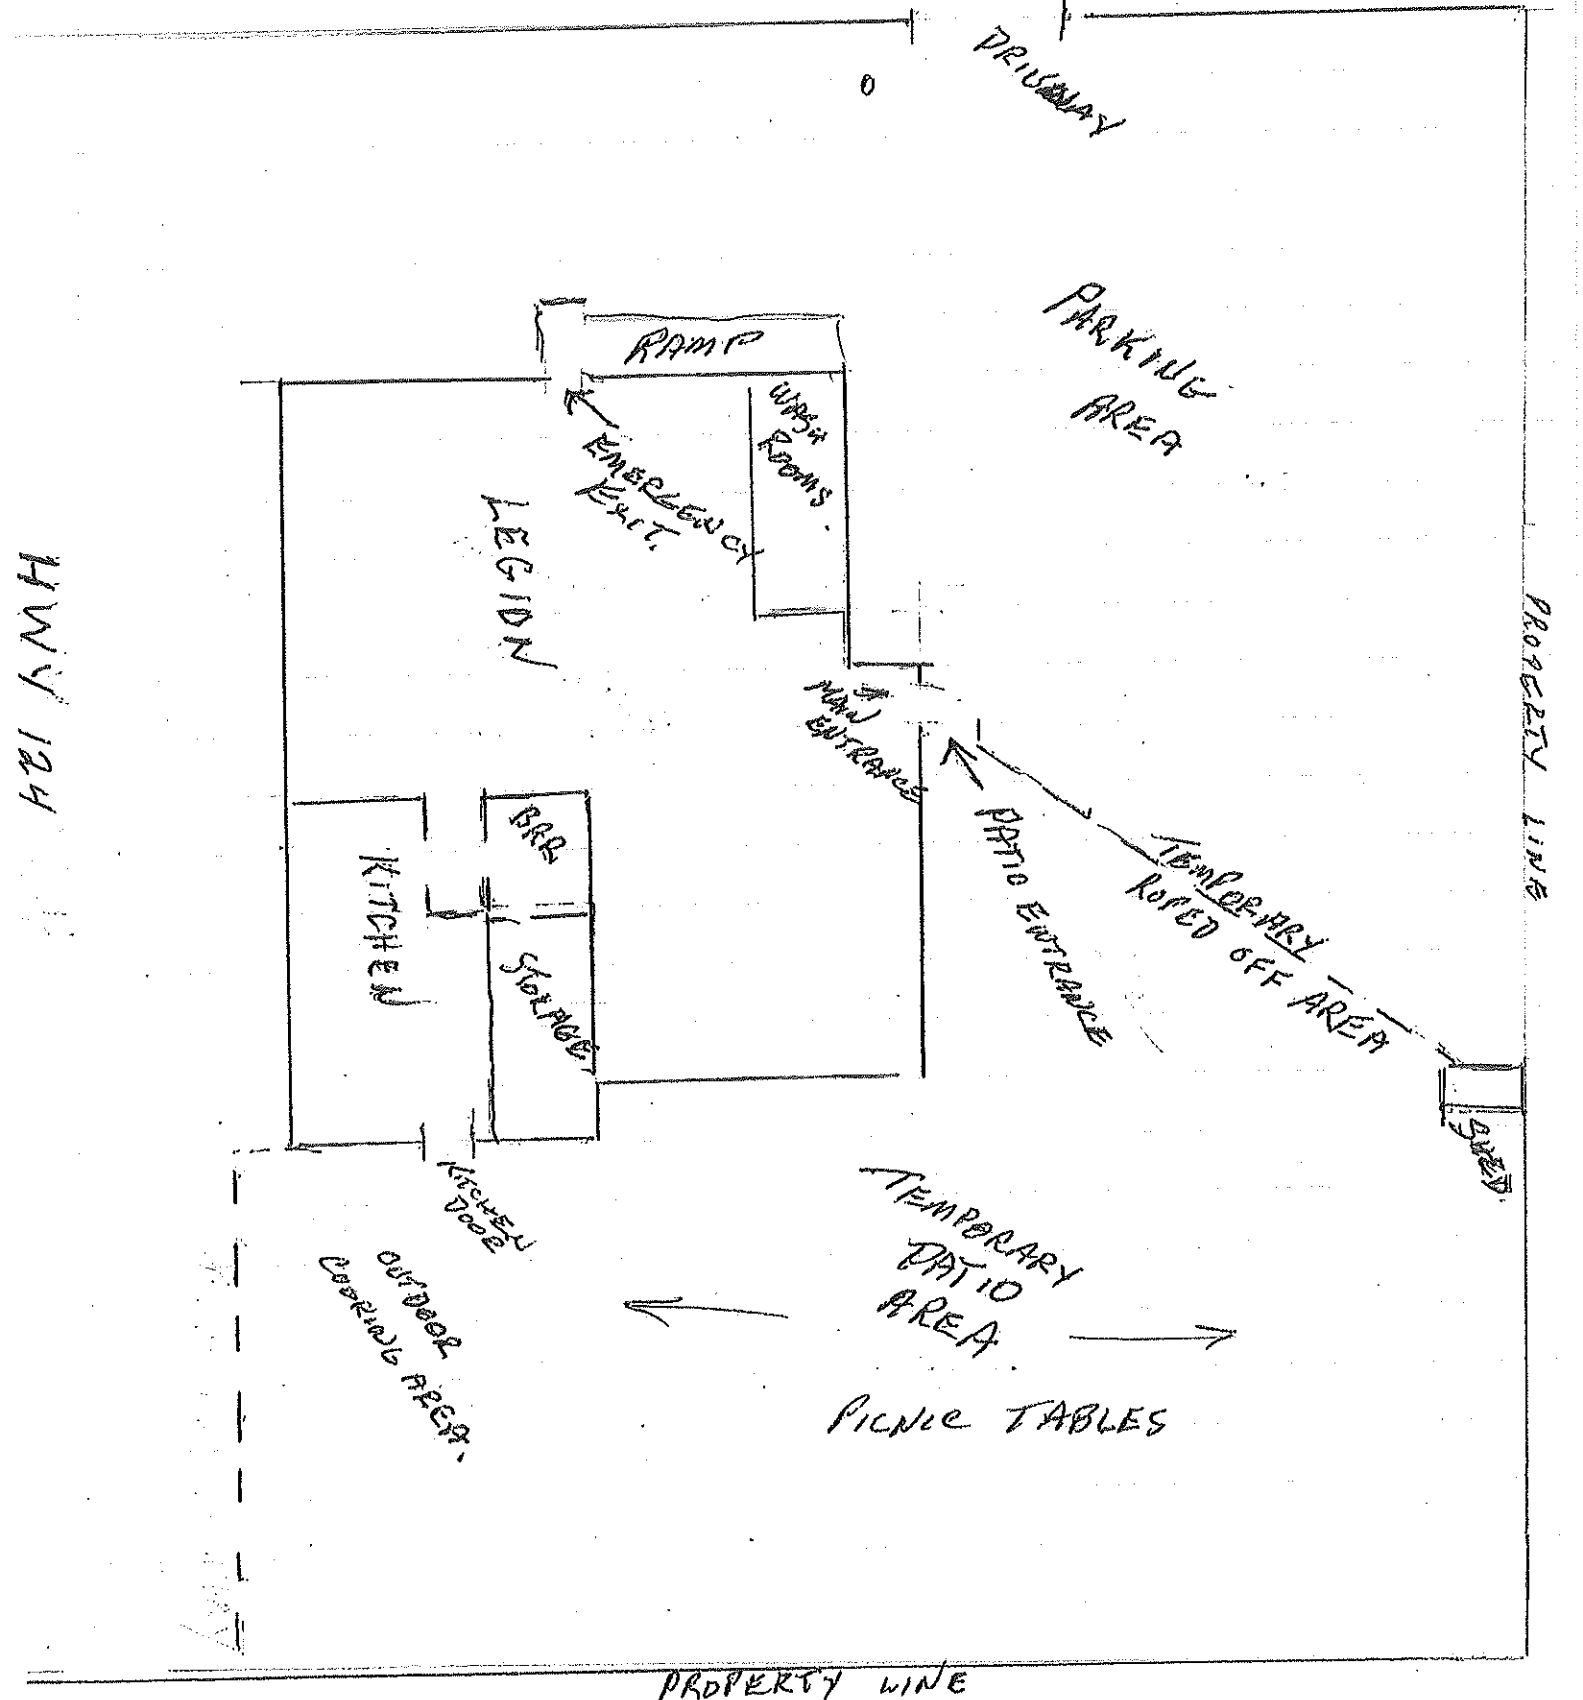 DRIVEWAY
O
PARKING
AREA
RAMP
WASH
ROOMS.
EMERGENCY
EXIT.
LEGION
HWY 124
PROPERTY LINE
MAIN
ENTRANCE
PATIO ENTRANCE
TEMPORARY
ROPED OFF AREA
BAR
KITCHEN
STORAGE
SHED.
KITCHEN
DOOR
OUTDOOR
COOKING AREA.
TEMPORARY
PATIO
AREA
PICNIC TABLES
PROPERTY LINE